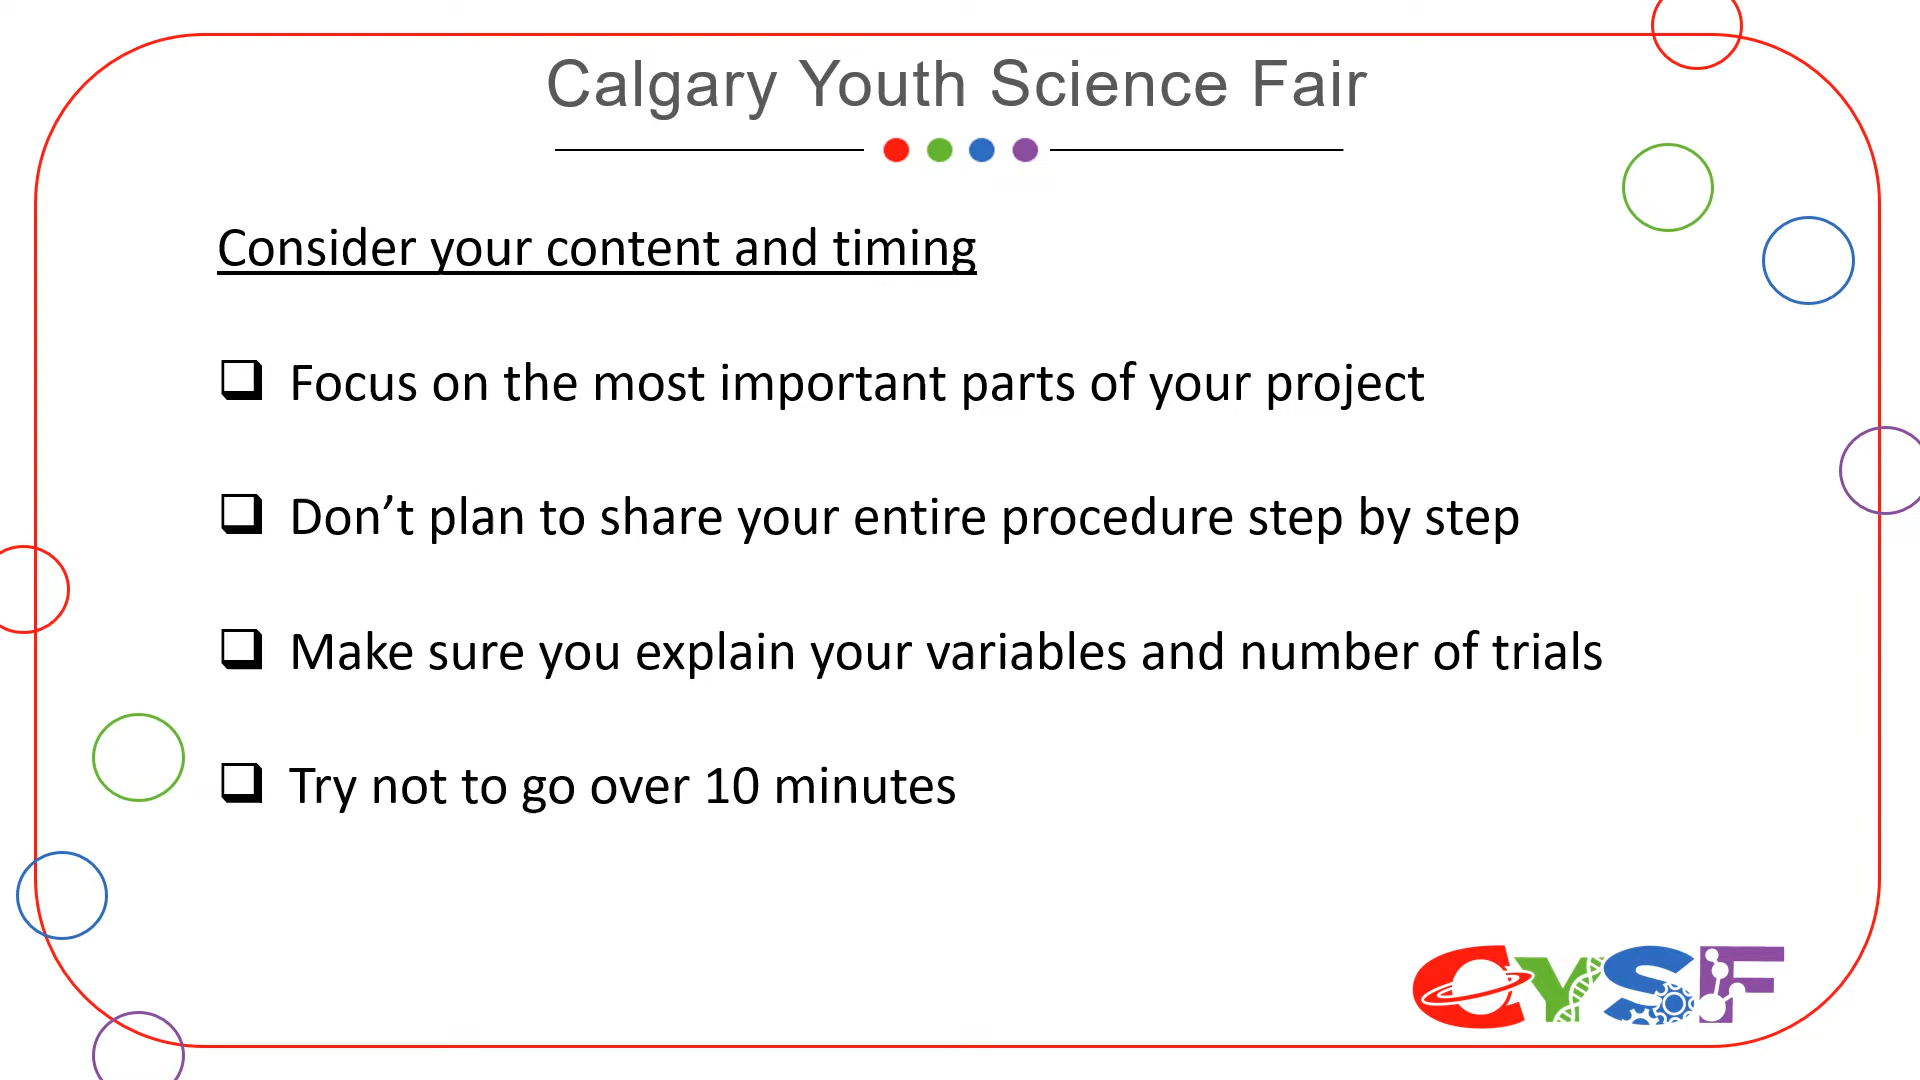 Calgary Youth Science Fair
Consider your content and timing
Focus on the most important parts of your project
Don’t plan to share your entire procedure step by step
Make sure you explain your variables and number of trials
Try not to go over 10 minutes
CYSF